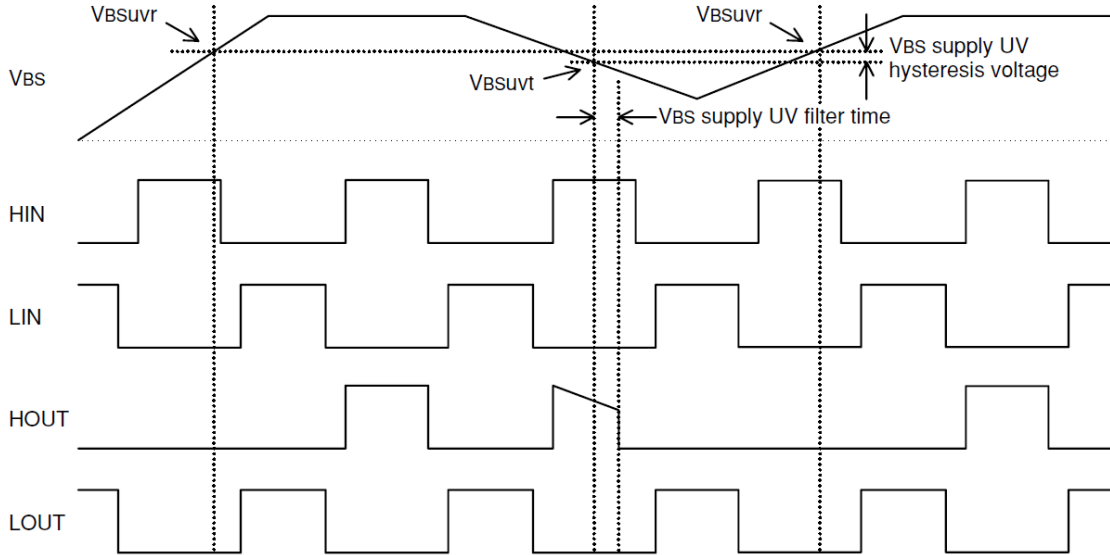 VBSuvr
VBSuvr
VBS supply UV
hysteresis voltage
VBS
VBSuvt
VBS supply UV filter time
HIN
LIN
HOUT
LOUT